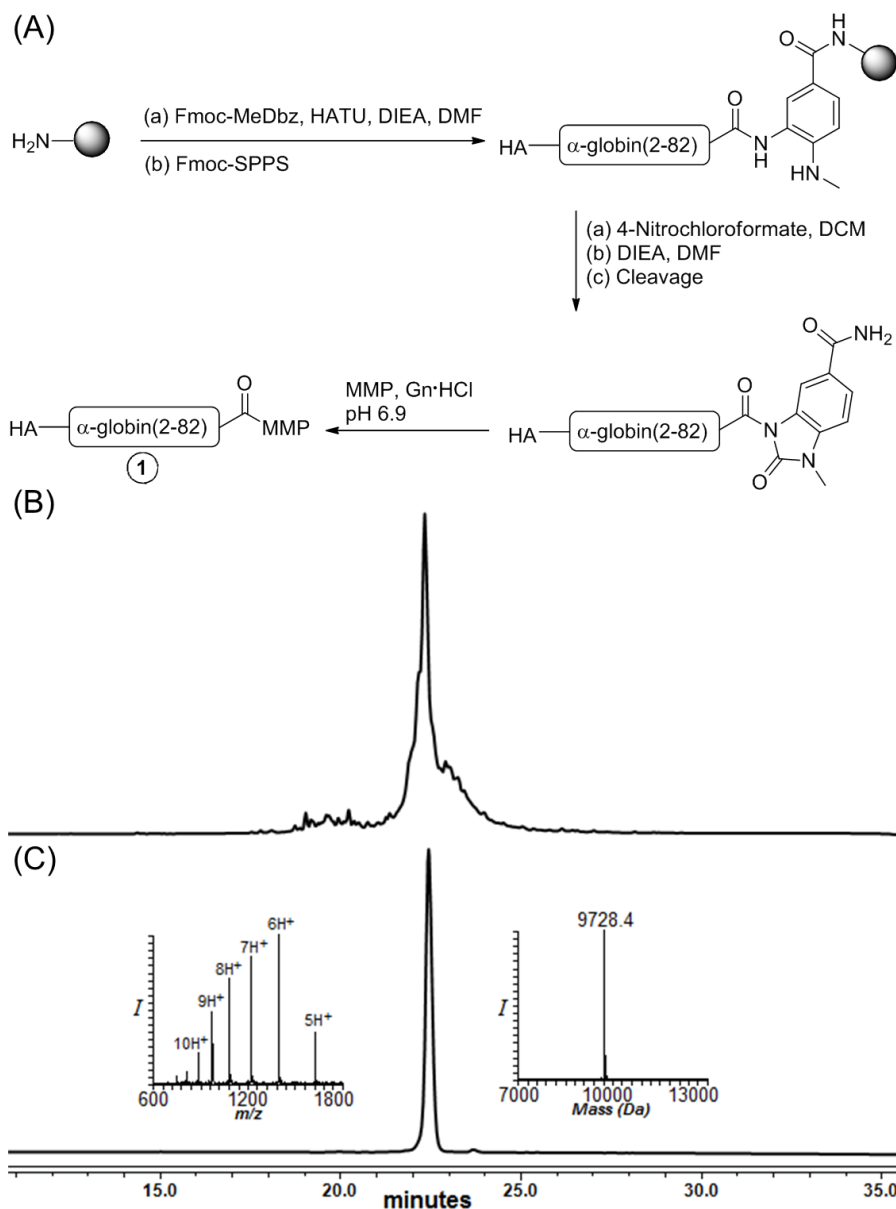 (A)
H₂N
(a) Fmoc-MeDbz, HATU, DIEA, DMF
(b) Fmoc-SPPS
HA
α-globin(2-82)
O
N
H
HN
O
H
N
(a) 4-Nitrochloroformate, DCM
(b) DIEA, DMF
(c) Cleavage
HA
α-globin(2-82)
O
MMP
1
MMP, Gn·HCl
pH 6.9
HA
α-globin(2-82)
O
N
O
N
O
NH₂
(B)
(C)
I
10H⁺
9H⁺
8H⁺
7H⁺
6H⁺
5H⁺
600
1200
1800
m/z
9728.4
I
7000
10000
13000
Mass (Da)
15.0
20.0
25.0
30.0
35.0
minutes